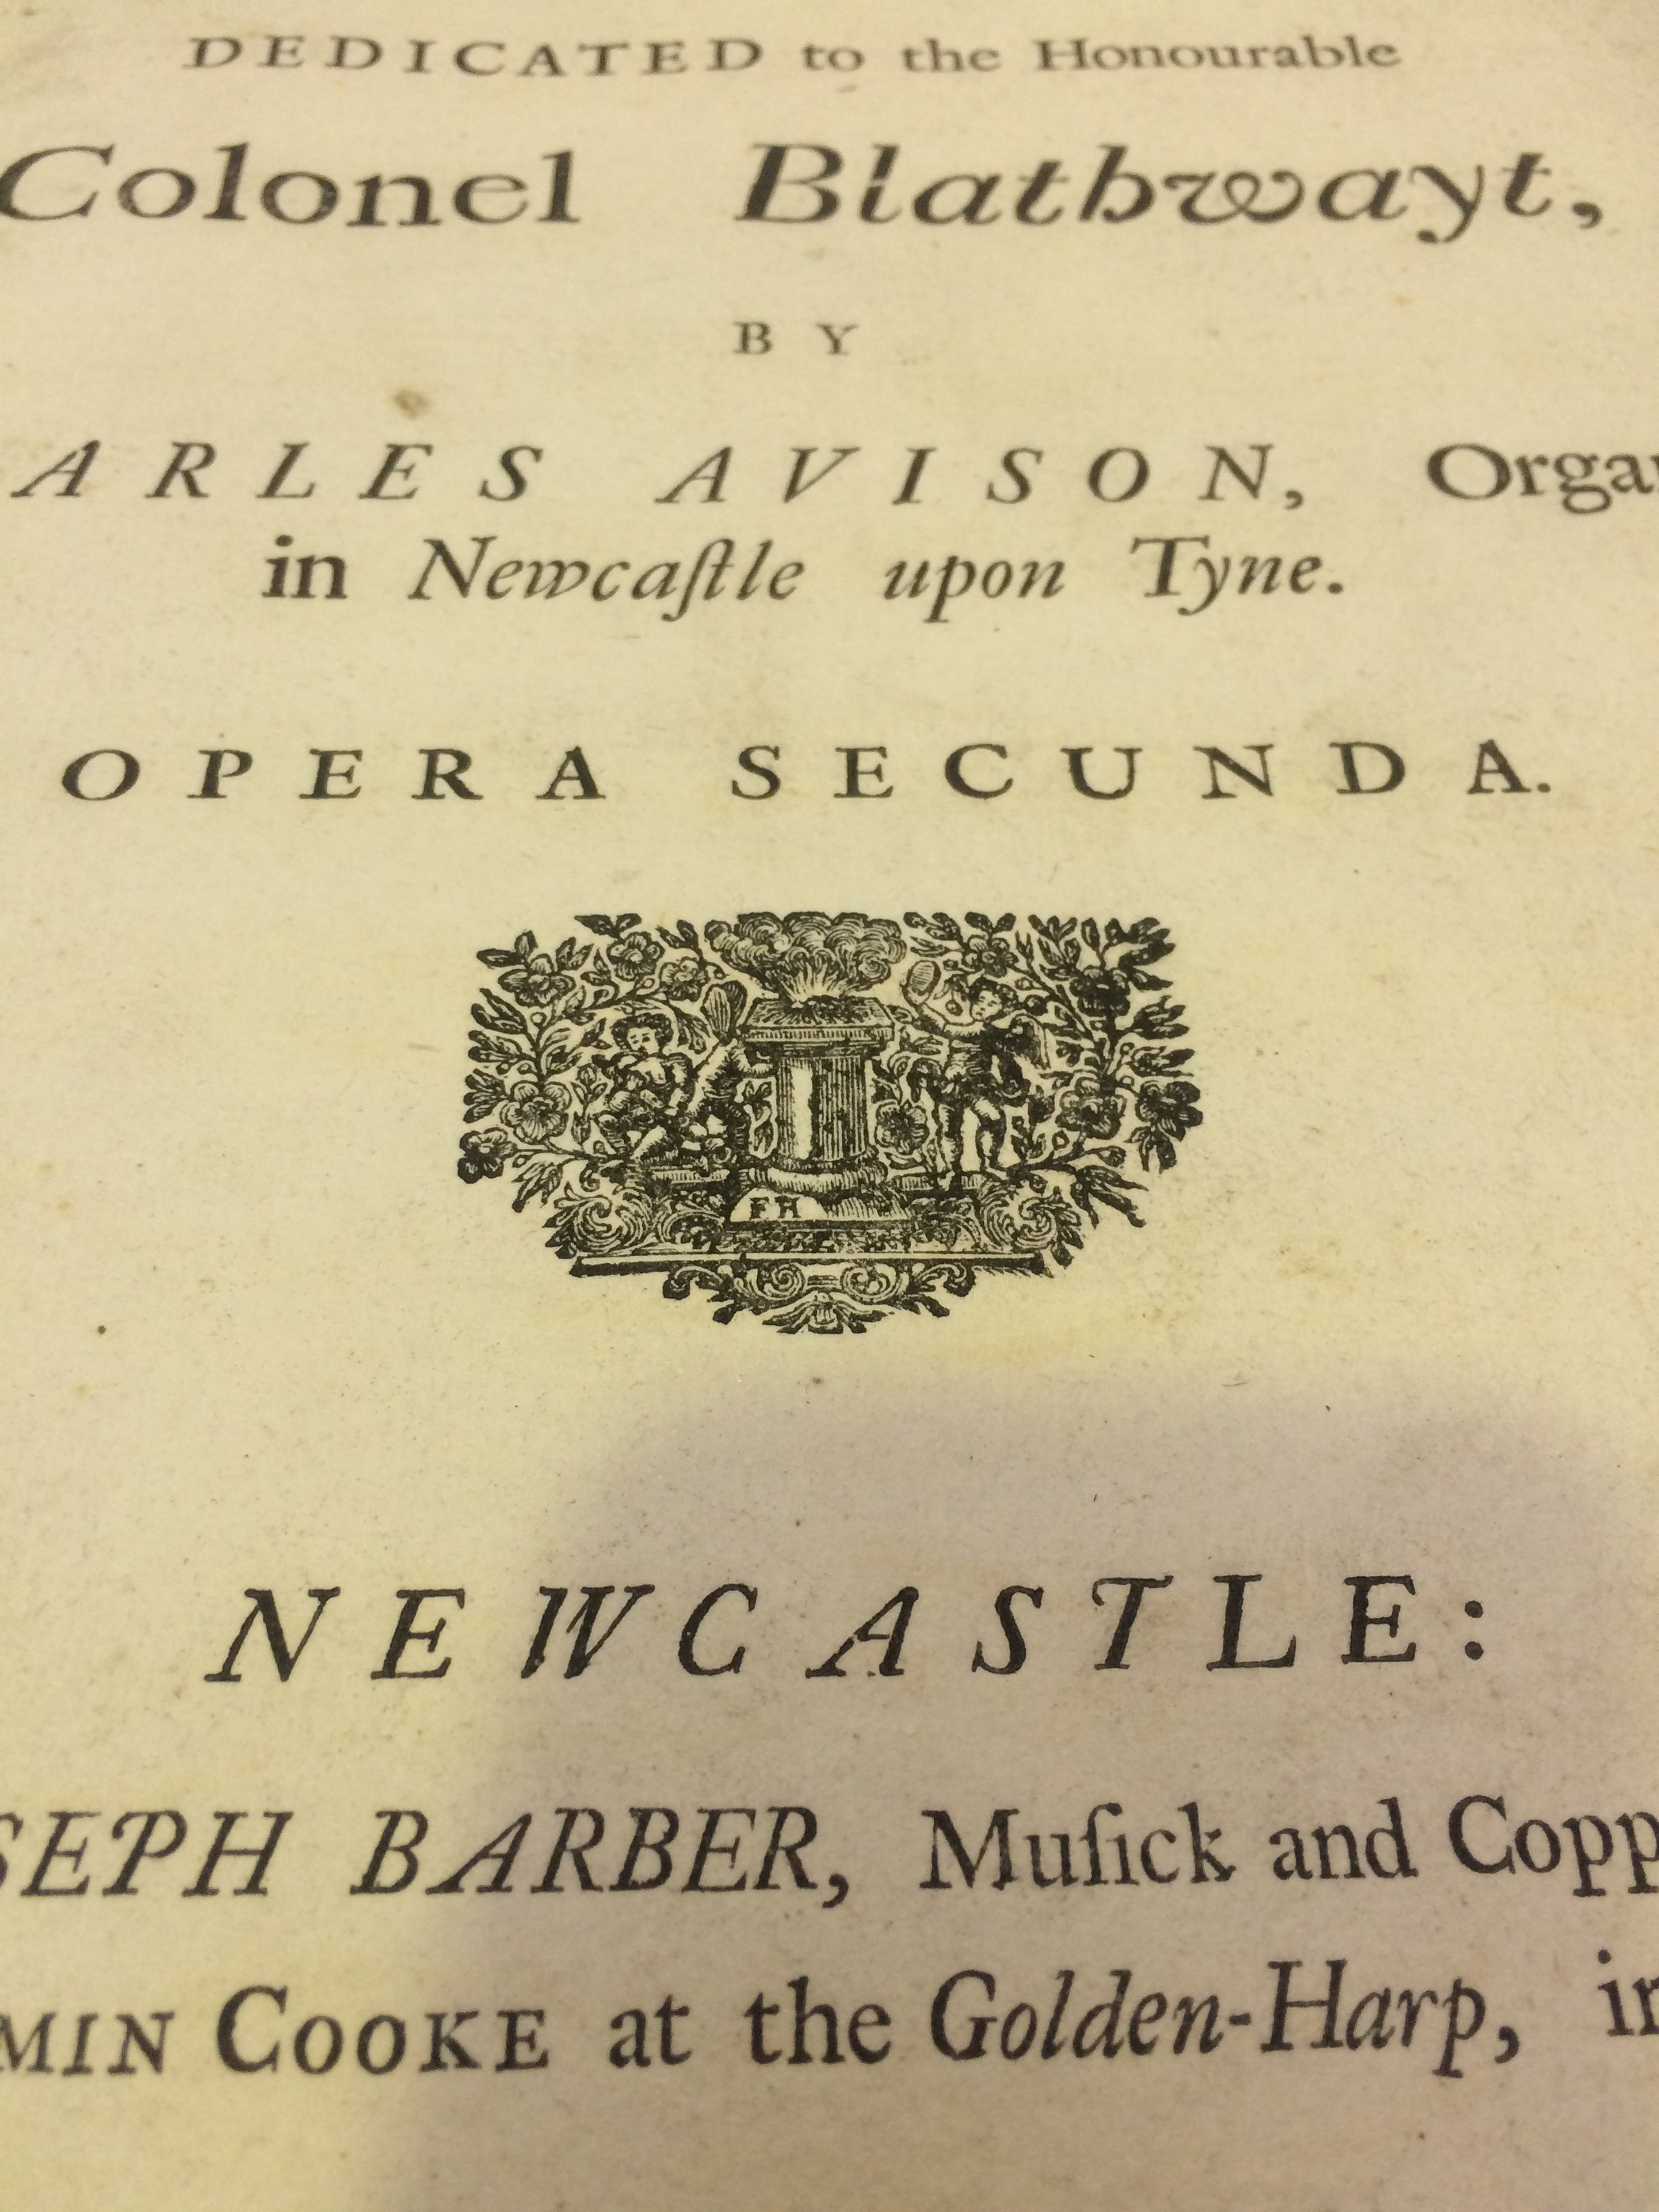 DEDICATED to the Honourable
Colonel Blathwayt,
BY
ARLES AVISON, Orga
in Newcaſtle upon Tyne.
OPERA SECUNDA.
FH
NEWCASTLE:
SEPH BARBER, Muſick and Copp
MIN COOKE at the Golden-Harp, in